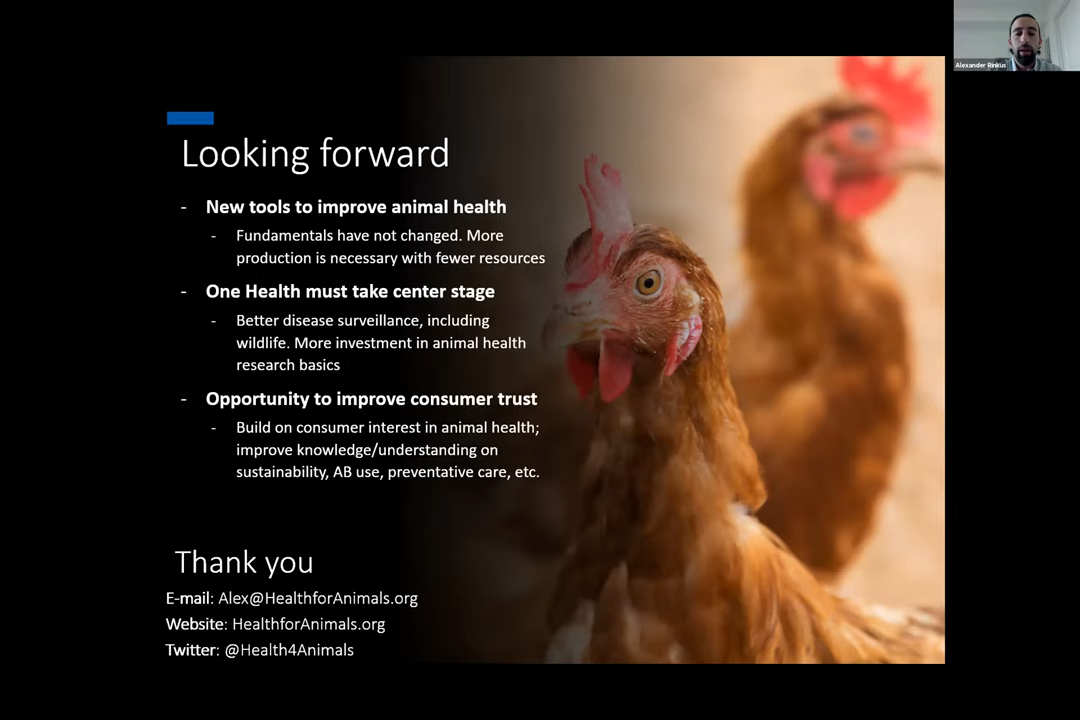 Alexander Rinkus
Looking forward
- New tools to improve animal health
- Fundamentals have not changed. More
production is necessary with fewer resources
- One Health must take center stage
- Better disease surveillance, including
wildlife. More investment in animal health
research basics
- Opportunity to improve consumer trust
- Build on consumer interest in animal health;
improve knowledge/understanding on
sustainability, AB use, preventative care, etc.
Thank you
E-mail: Alex@HealthforAnimals.org
Website: HealthforAnimals.org
Twitter: @Health4Animals